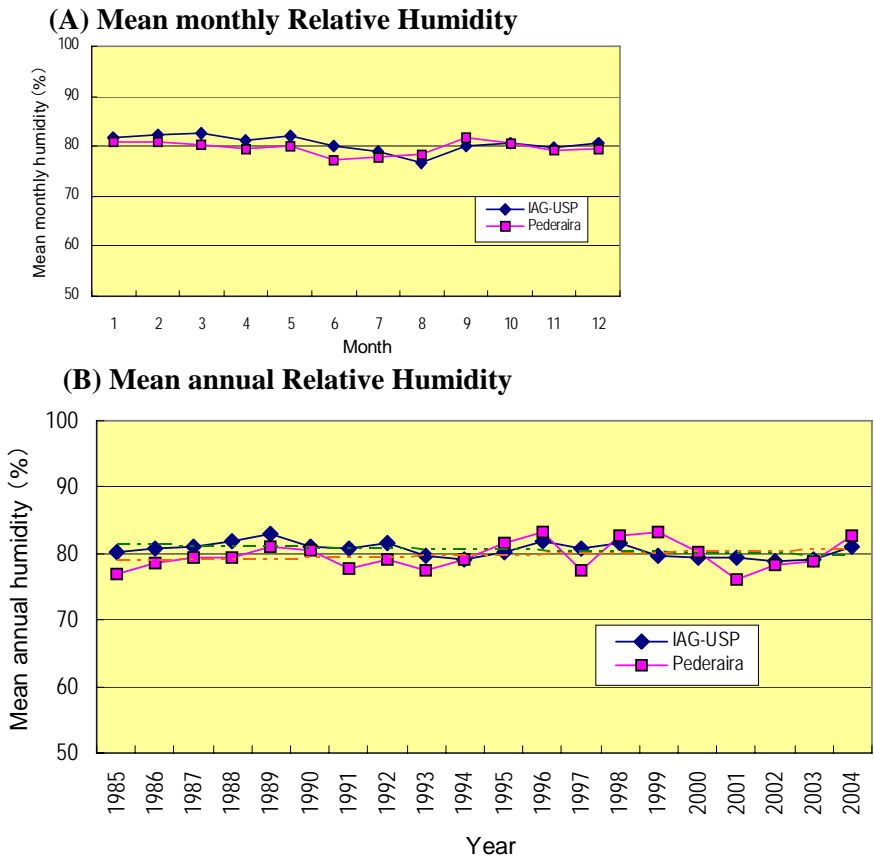 (A) Mean monthly Relative Humidity
100
90
80
70
60
50
Mean monthly humidity (%)
IAG-USP
Pederaira
1 2 3 4 5 6 7 8 9 10 11 12
Month
(B) Mean annual Relative Humidity
100
90
80
70
60
50
Mean annual humidity (%)
IAG-USP
Pederaira
1985 1986 1987 1988 1989 1990 1991 1992 1993 1994 1995 1996 1997 1998 1999 2000 2001 2002 2003 2004
Year